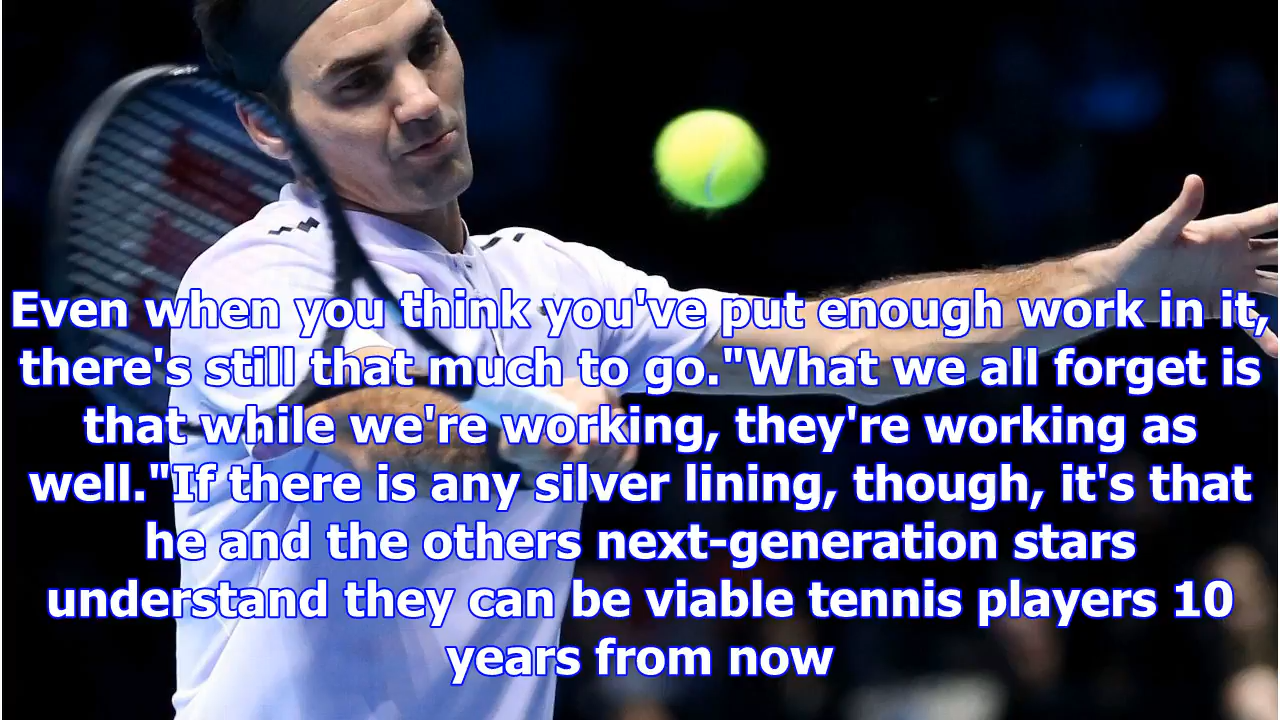 Even when you think you've put enough work in it,
there's still that much to go."What we all forget is
that while we're working, they're working as
well."If there is any silver lining, though, it's that
he and the others next-generation stars
understand they can be viable tennis players 10
years from now